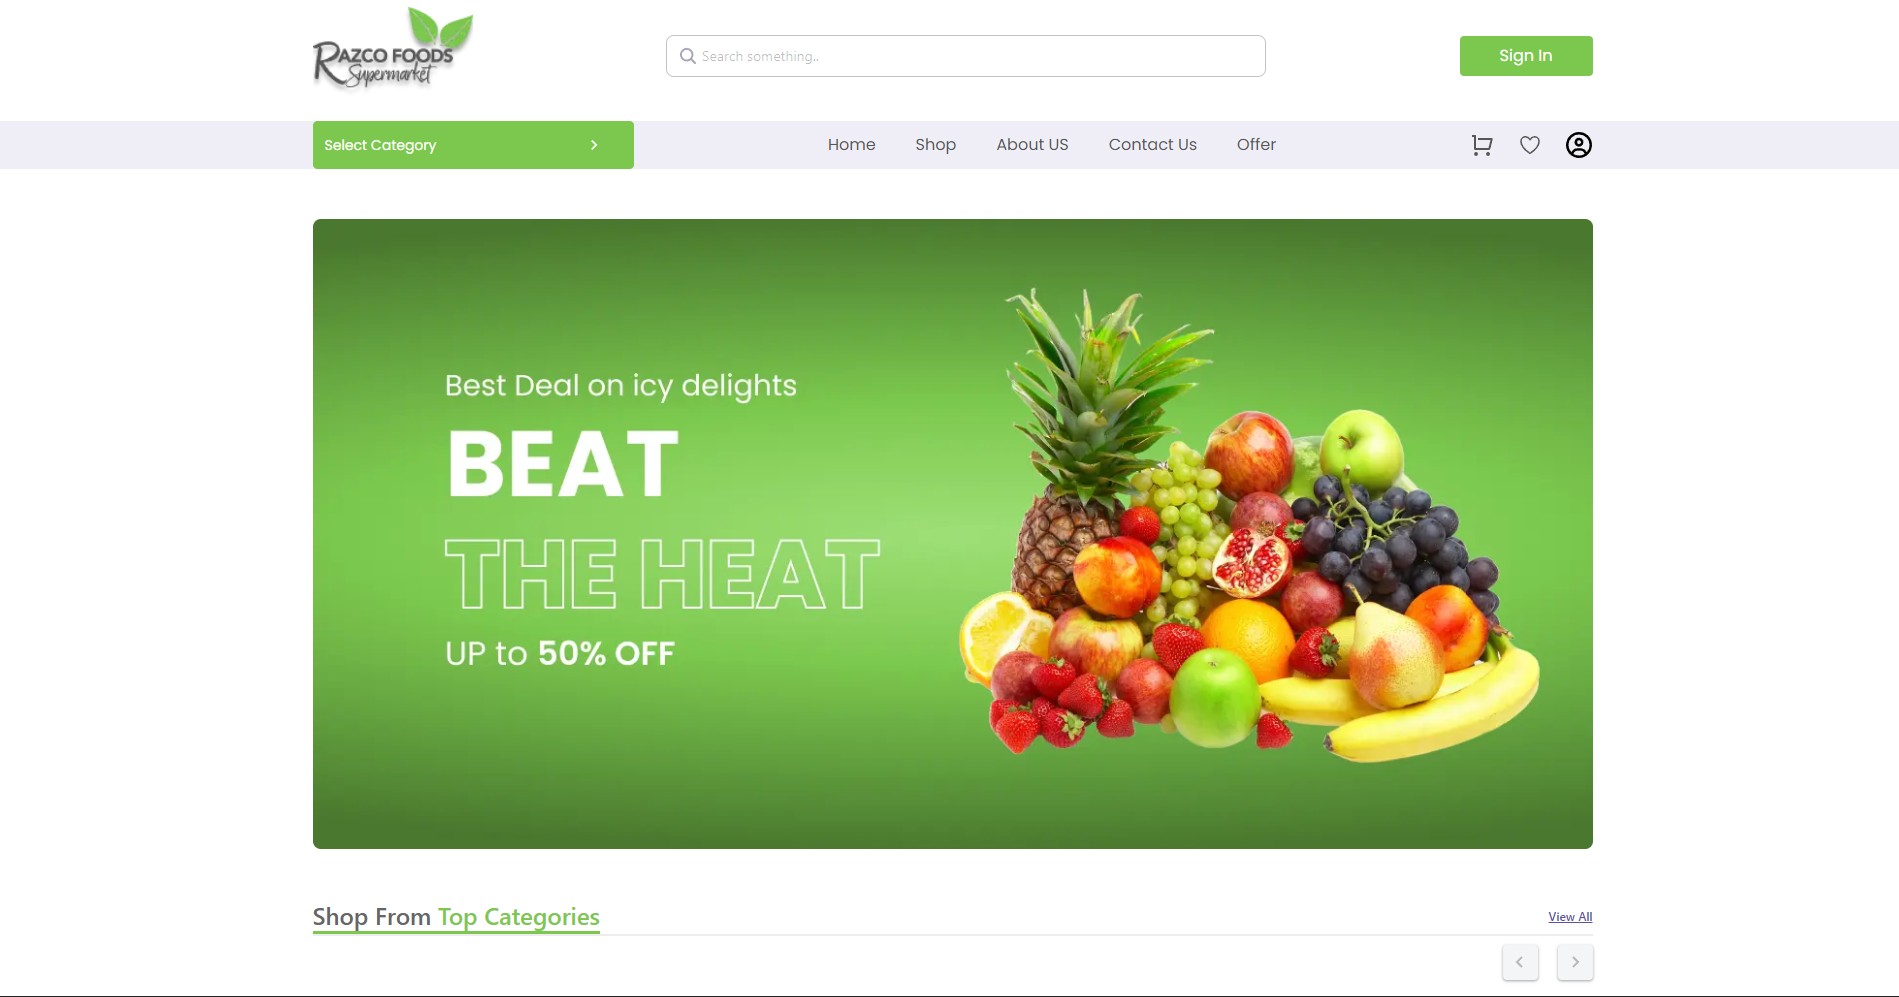 RAZCO FOODS
Supermarket
Search something..
Sign In
Select Category
Home
Shop
About US
Contact Us
Offer
Best Deal on icy delights
BEAT
THE HEAT
UP to 50% OFF
Shop From Top Categories
View All